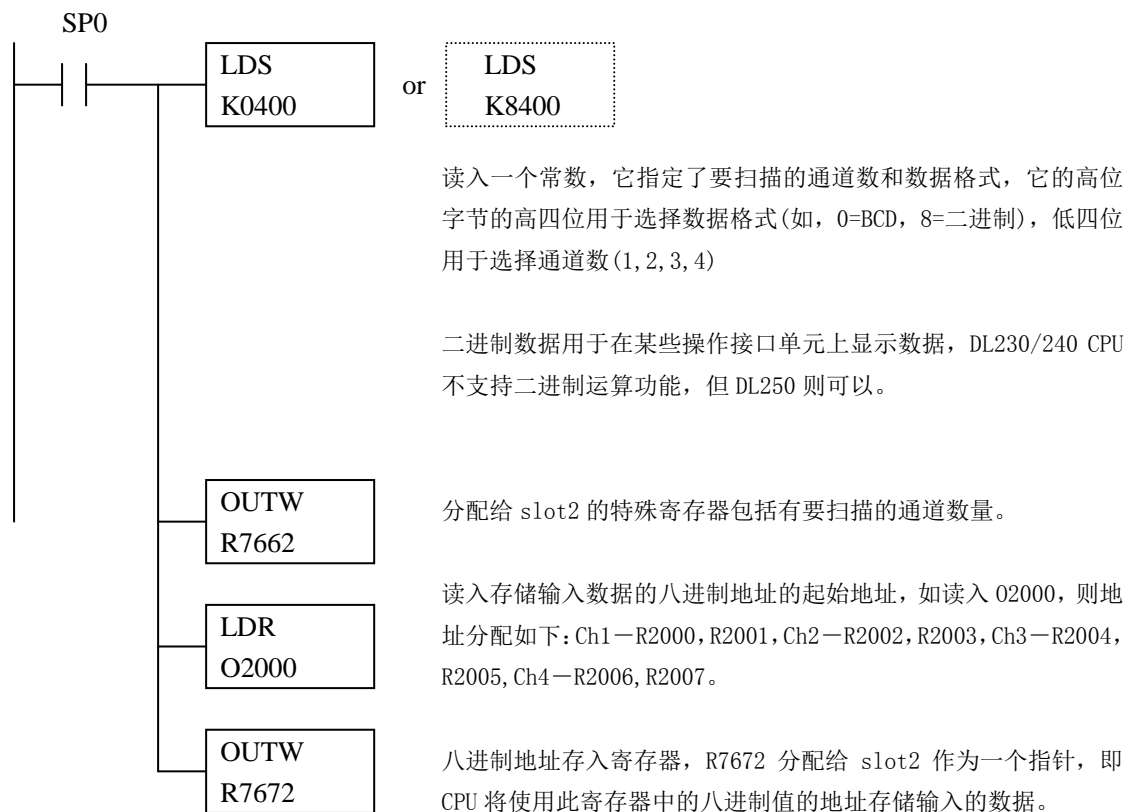 SP0
LDS
K0400
or
LDS
K8400
读入一个常数，它指定了要扫描的通道数和数据格式，它的高位
字节的高四位用于选择数据格式(如，0=BCD，8=二进制)，低四位
用于选择通道数(1,2,3,4)
二进制数据用于在某些操作接口单元上显示数据，DL230/240 CPU
不支持二进制运算功能，但 DL250 则可以。
OUTW
R7662
分配给 slot2 的特殊寄存器包括有要扫描的通道数量。
LDR
O2000
读入存储输入数据的八进制地址的起始地址，如读入 O2000，则地
址分配如下：Ch1－R2000，R2001，Ch2－R2002，R2003，Ch3－R2004，
R2005,Ch4－R2006,R2007。
OUTW
R7672
八进制地址存入寄存器，R7672 分配给 slot2 作为一个指针，即
CPU 将使用此寄存器中的八进制值的地址存储输入的数据。